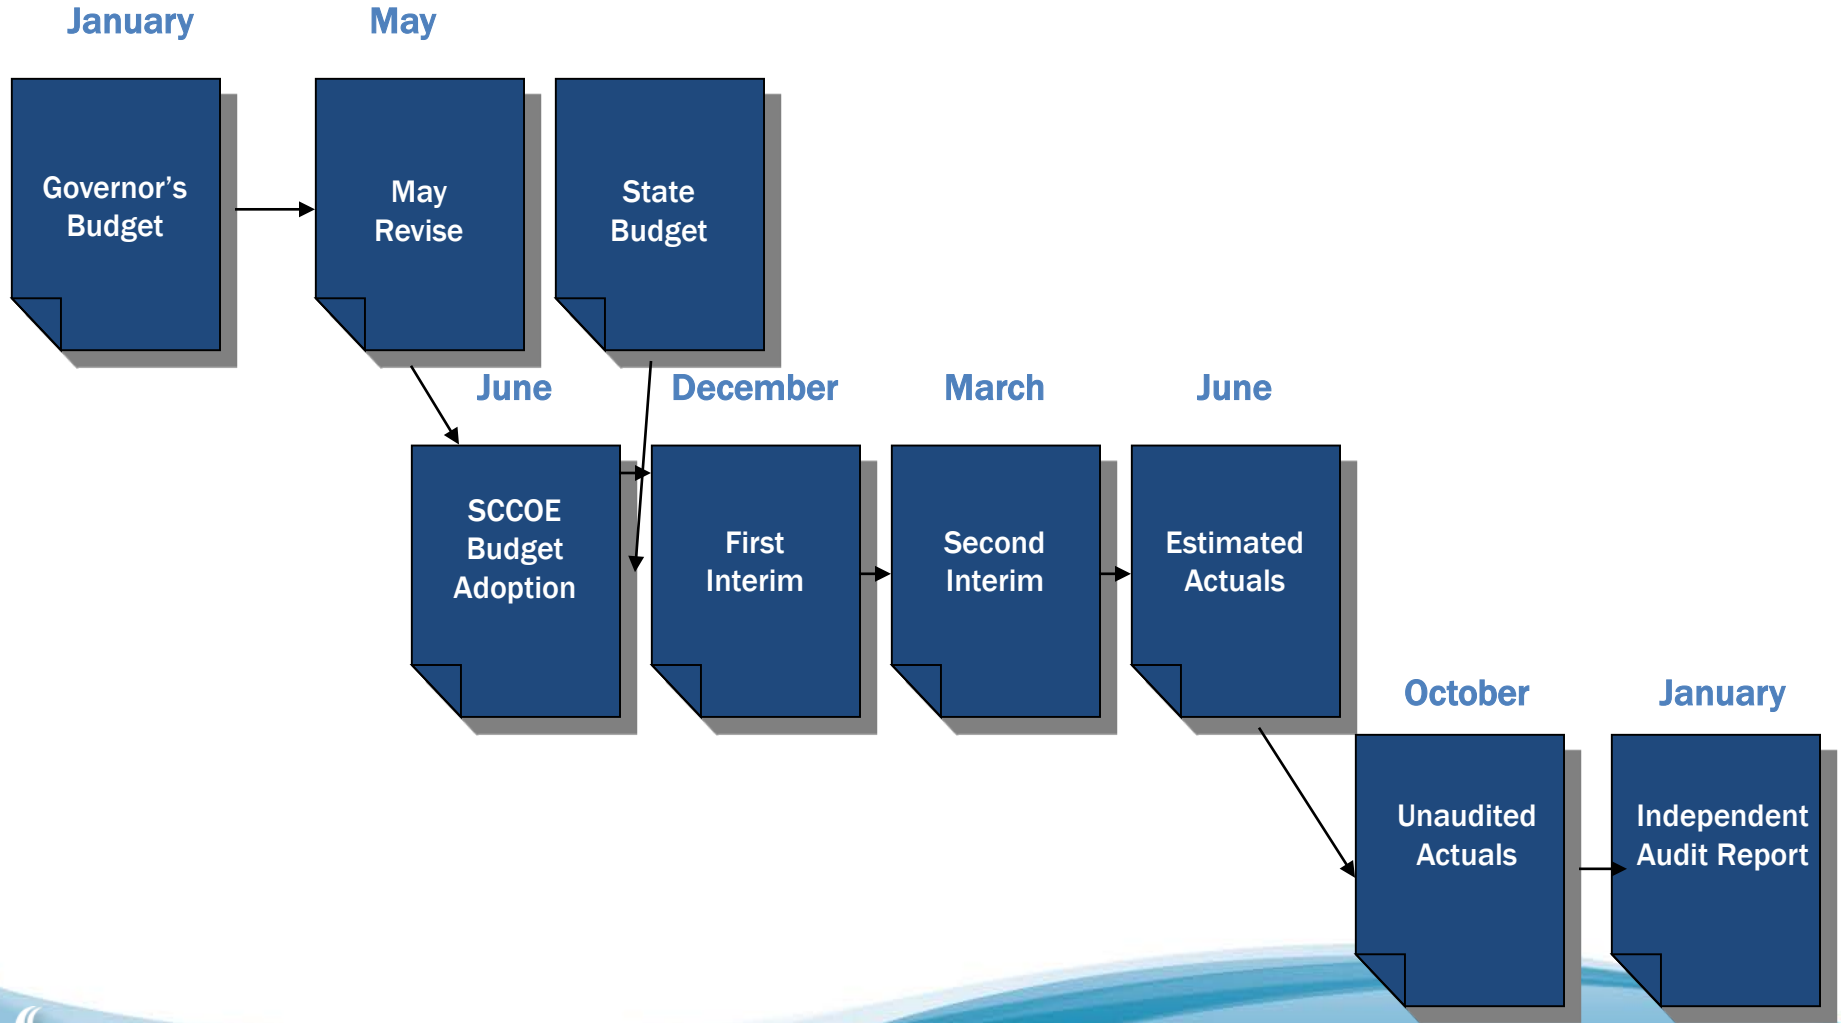 January
May
Governor’s
Budget
May
Revise
State
Budget
June
December
March
June
SCCOE
Budget
Adoption
First
Interim
Second
Interim
Estimated
Actuals
October
January
Unaudited
Actuals
Independent
Audit Report